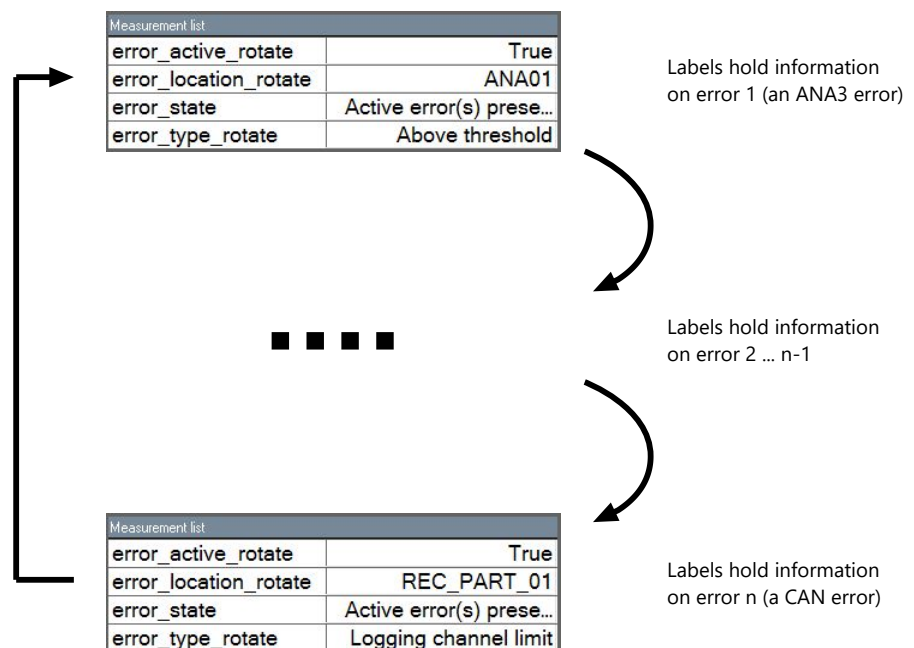 Measurement list
error_active_rotate True
error_location_rotate ANA01
error_state Active error(s) prese...
error_type_rotate Above threshold
Labels hold information
on error 1 (an ANA3 error)
Labels hold information
on error 2 ... n-1
Measurement list
error_active_rotate True
error_location_rotate REC_PART_01
error_state Active error(s) prese...
error_type_rotate Logging channel limit
Labels hold information
on error n (a CAN error)